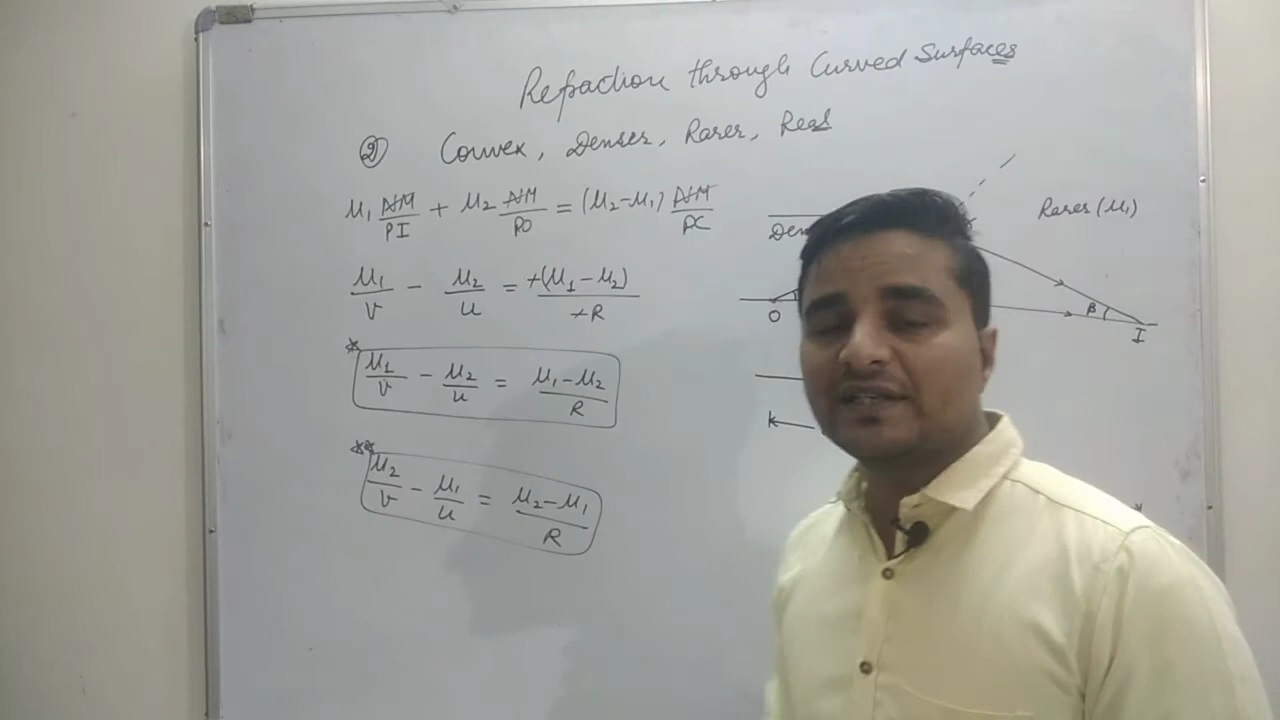 Refraction through Curved Surfaces
② Convex, Denser, Rarer, Real
μ₁ AM/PI + μ₂ AM/PO = (μ₂-μ₁) AM/PC
μ₁/v - μ₂/u = +(μ₁-μ₂)/+R
* μ₁/v - μ₂/u = μ₁-μ₂/R
** μ₂/v - μ₁/u = μ₂-μ₁/R
Rarer (μ₁)
Den
O
β
I